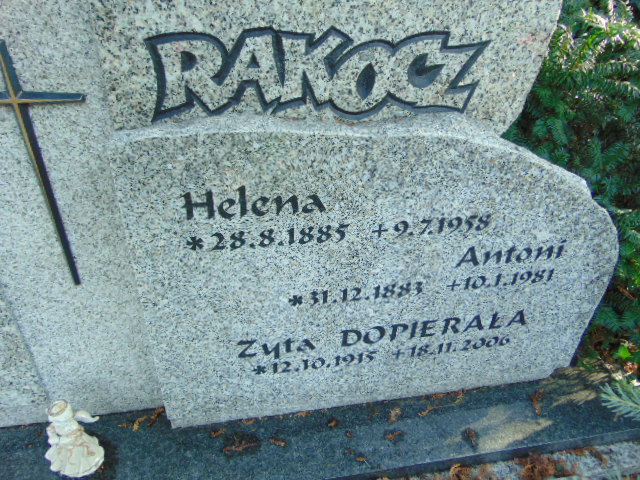 RAKOCZ
Helena
*28.8.1885 +9.7.1958
Antoni
*31.12.1883 +10.1.1981
Zyta DOPIERAŁA
*12.10.1915 +18.11.2006